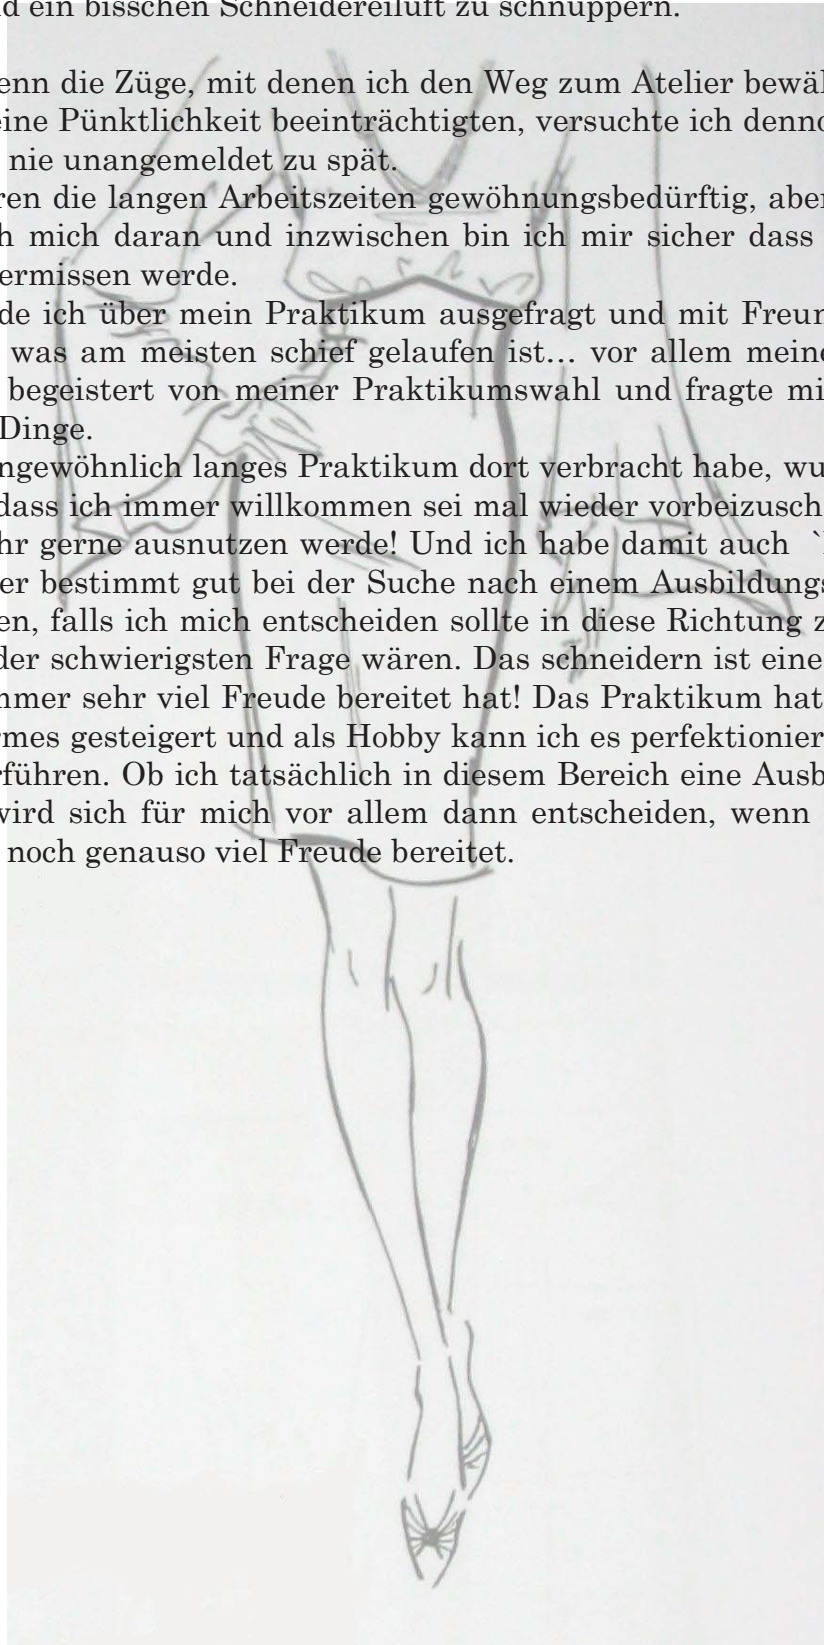 d ein bisschen Schneidereiluft zu schnuppern.
enn die Züge, mit denen ich den Weg zum Atelier bewäl
eine Pünktlichkeit beeinträchtigten, versuchte ich denno
nie unangemeldet zu spät.
ren die langen Arbeitszeiten gewöhnungsbedürftig, aber
h mich daran und inzwischen bin ich mir sicher dass
ermissen werde.
de ich über mein Praktikum ausgefragt und mit Freun
was am meisten schief gelaufen ist... vor allem meine
begeistert von meiner Praktikumswahl und fragte mi
Dinge.
ngewöhnlich langes Praktikum dort verbracht habe, wu
dass ich immer willkommen sei mal wieder vorbeizusch
hr gerne ausnutzen werde! Und ich habe damit auch `
er bestimmt gut bei der Suche nach einem Ausbildungs
en, falls ich mich entscheiden sollte in diese Richtung z
der schwierigsten Frage wären. Das schneidern ist eine
mmer sehr viel Freude bereitet hat! Das Praktikum hat
rmes gesteigert und als Hobby kann ich es perfektionier
rführen. Ob ich tatsächlich in diesem Bereich eine Ausb
wird sich für mich vor allem dann entscheiden, wenn
noch genauso viel Freude bereitet.